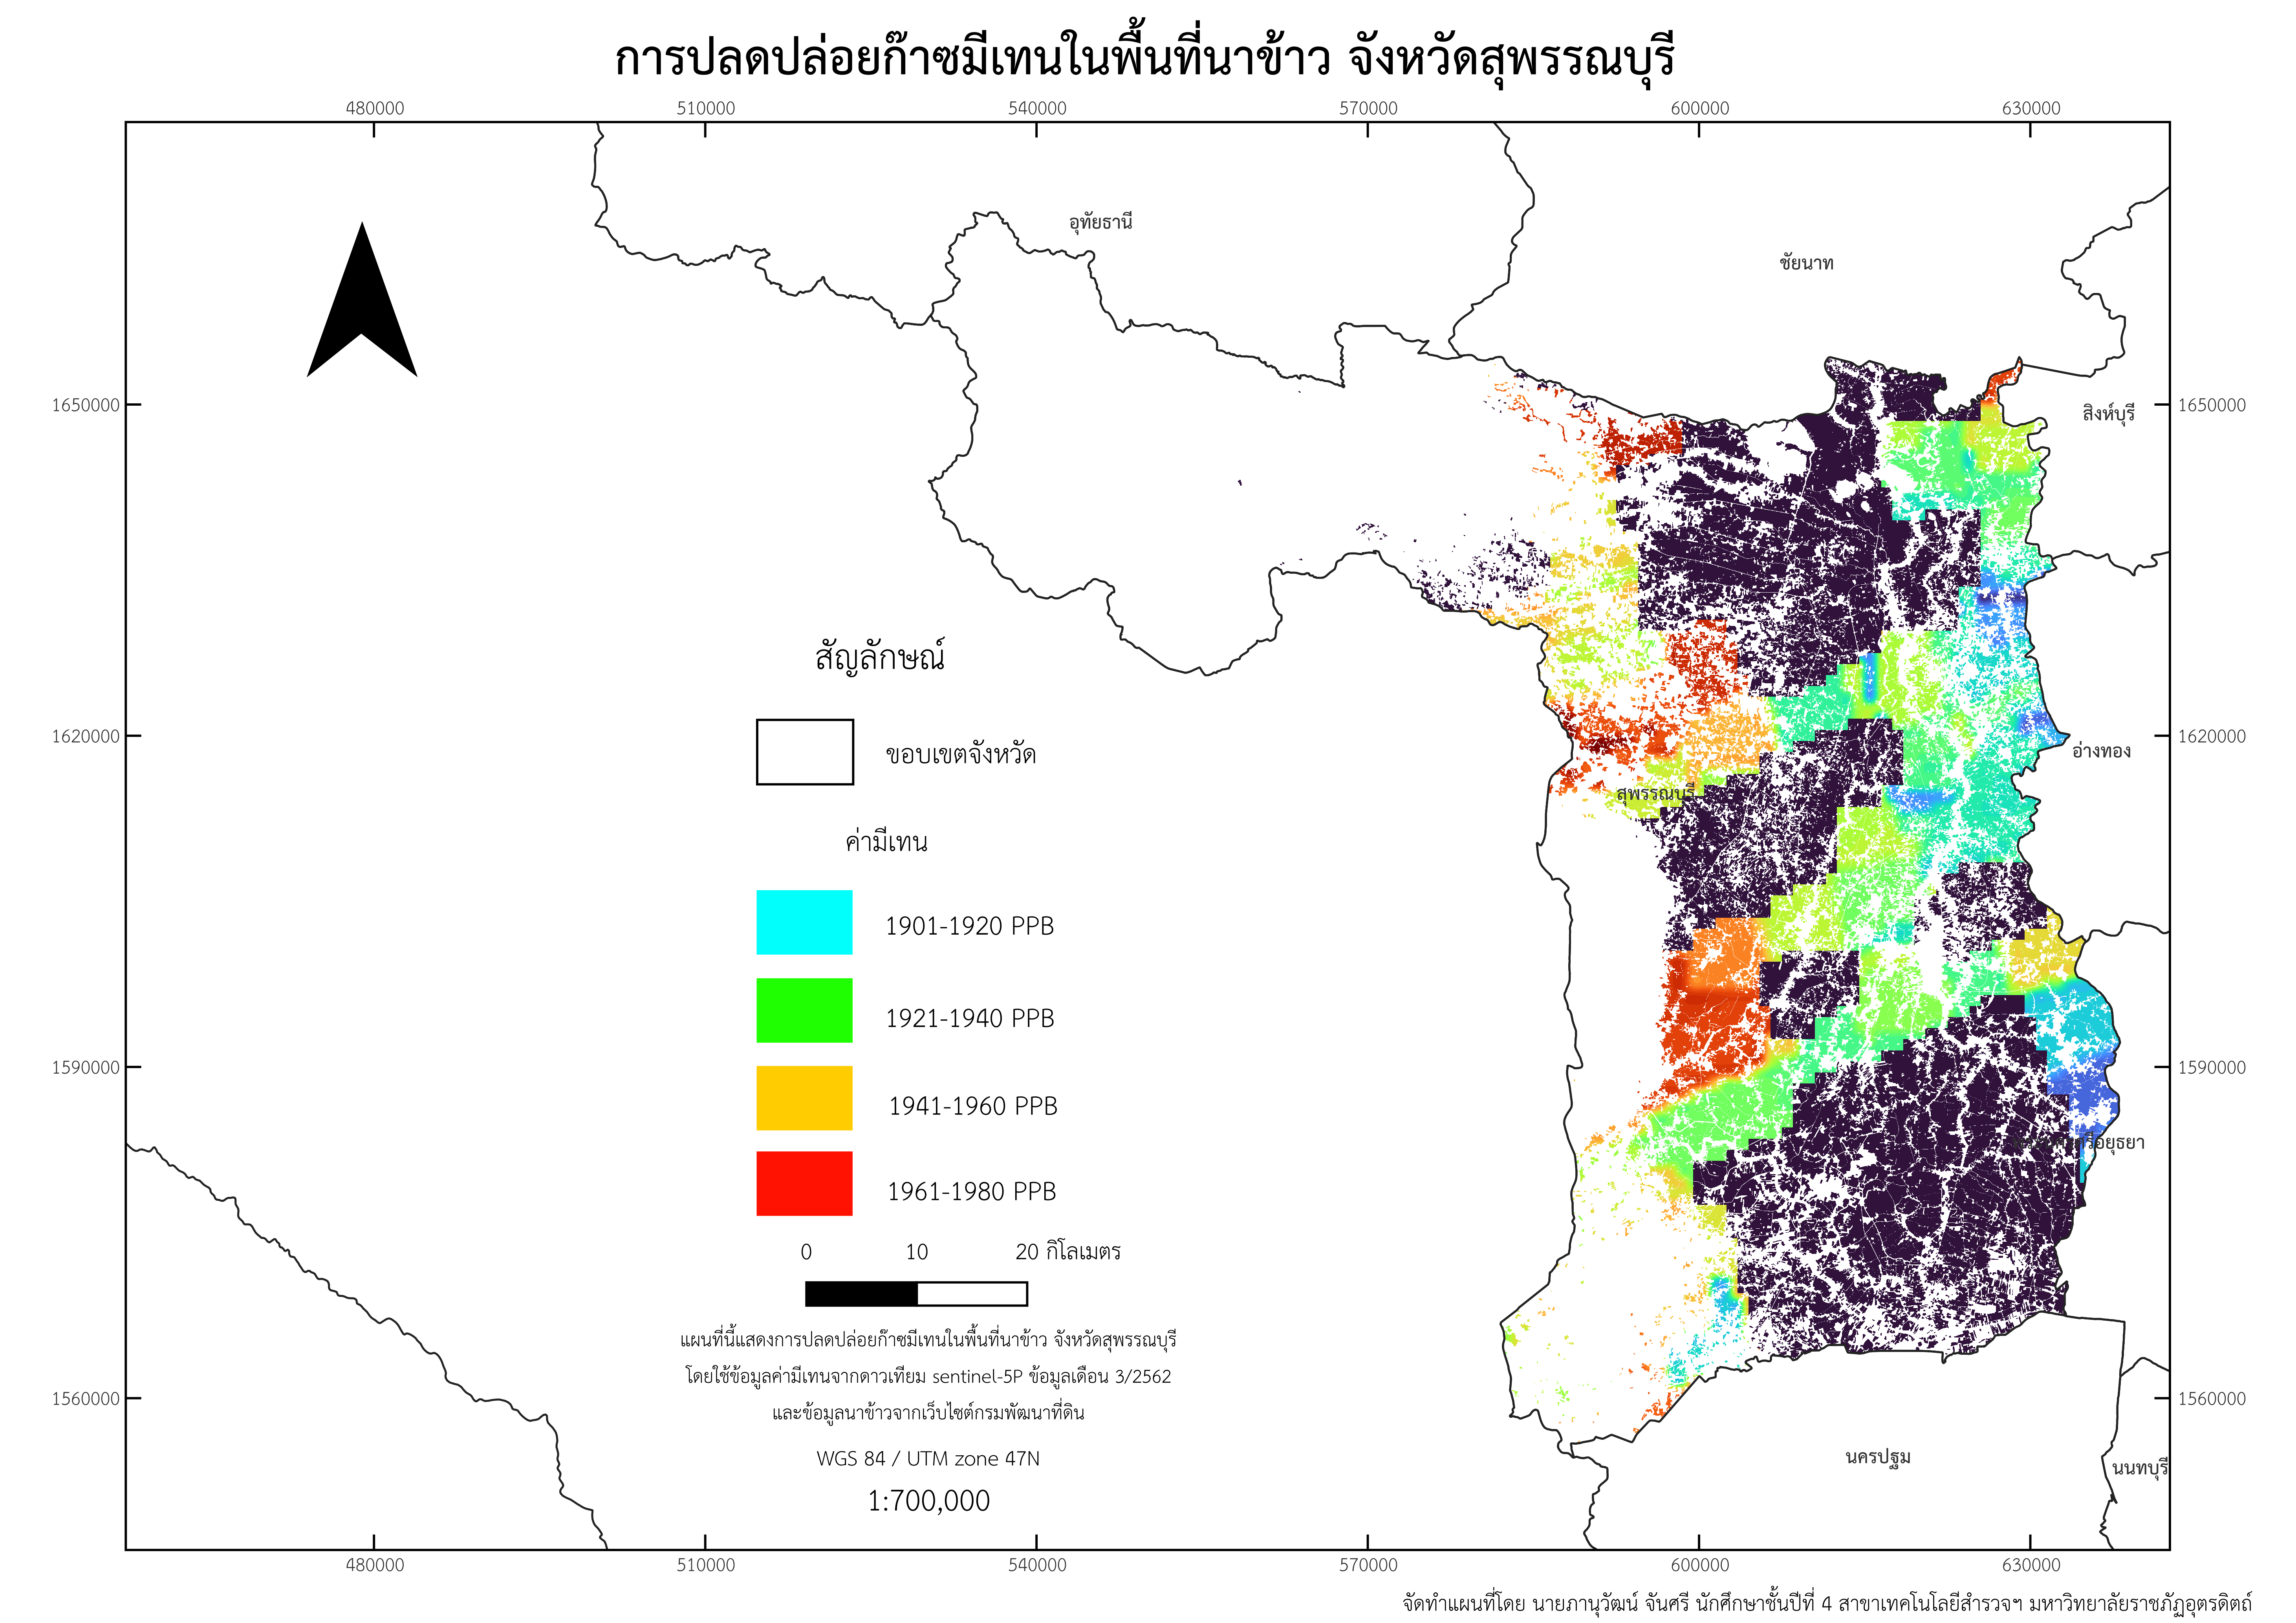 การปลดปล่อยก๊าซมีเทนในพื้นที่นาข้าว จังหวัดสุพรรณบุรี
480000 510000 540000 570000 600000 630000
อุทัยธานี
ชัยนาท
1650000 1650000
สิงห์บุรี
สัญลักษณ์
1620000 1620000
ขอบเขตจังหวัด
อ่างทอง
สุพรรณบุรี
ค่ามีเทน
1901-1920 PPB
1921-1940 PPB
1590000 1590000
1941-1960 PPB
1961-1980 PPB
0 10 20 กิโลเมตร
แผนที่นี้แสดงการปลดปล่อยก๊าซมีเทนในพื้นที่นาข้าว จังหวัดสุพรรณบุรี
โดยใช้ข้อมูลค่ามีเทนจากดาวเทียม sentinel-5P ข้อมูลเดือน 3/2562
1560000 1560000
และข้อมูลนาข้าวจากเว็บไซต์กรมพัฒนาที่ดิน
WGS 84 / UTM zone 47N
นครปฐม
นนทบุรี
1:700,000
480000 510000 540000 570000 600000 630000
จัดทำแผนที่โดย นายภานุวัฒน์ จันศรี นักศึกษาชั้นปีที่ 4 สาขาเทคโนโลยีสำรวจฯ มหาวิทยาลัยราชภัฏอุตรดิตถ์